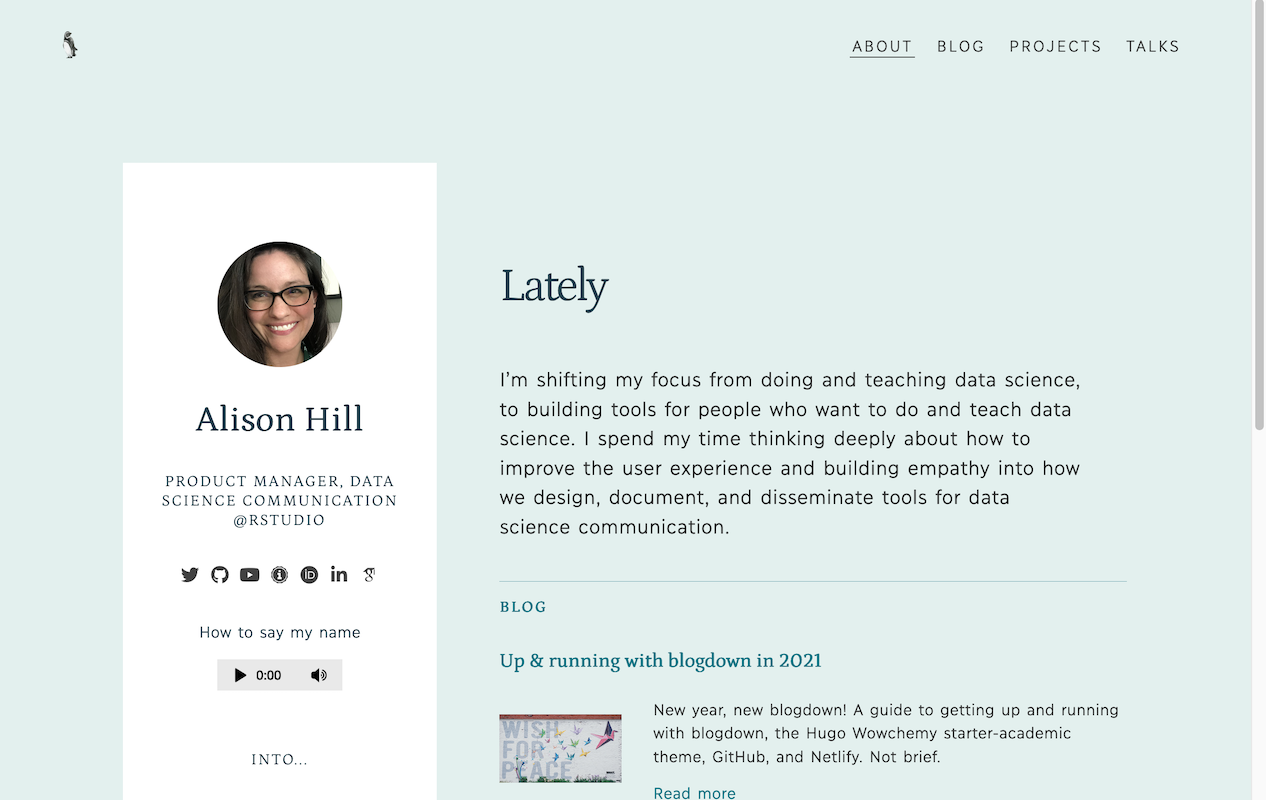 ABOUT BLOG PROJECTS TALKS
Alison Hill
PRODUCT MANAGER, DATA
SCIENCE COMMUNICATION
@RSTUDIO
How to say my name
0:00
INTO...
Lately
I’m shifting my focus from doing and teaching data science,
to building tools for people who want to do and teach data
science. I spend my time thinking deeply about how to
improve the user experience and building empathy into how
we design, document, and disseminate tools for data
science communication.
BLOG
Up & running with blogdown in 2021
WISH
FOR
PEACE
New year, new blogdown! A guide to getting up and running
with blogdown, the Hugo Wowchemy starter-academic
theme, GitHub, and Netlify. Not brief.
Read more